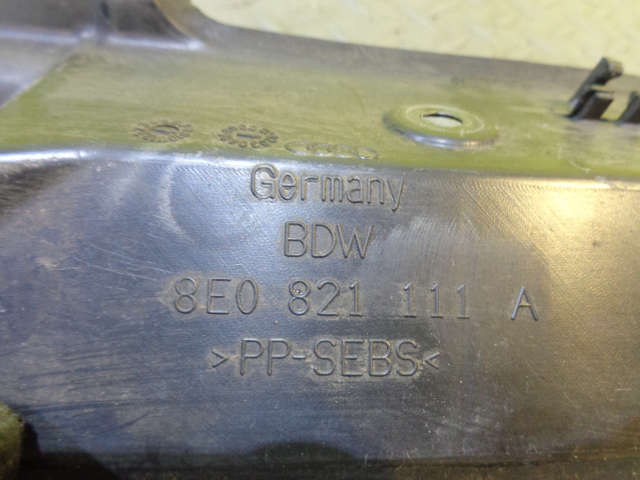 Germany
BDW
8E0 821 111 A
>PP-SEBS<